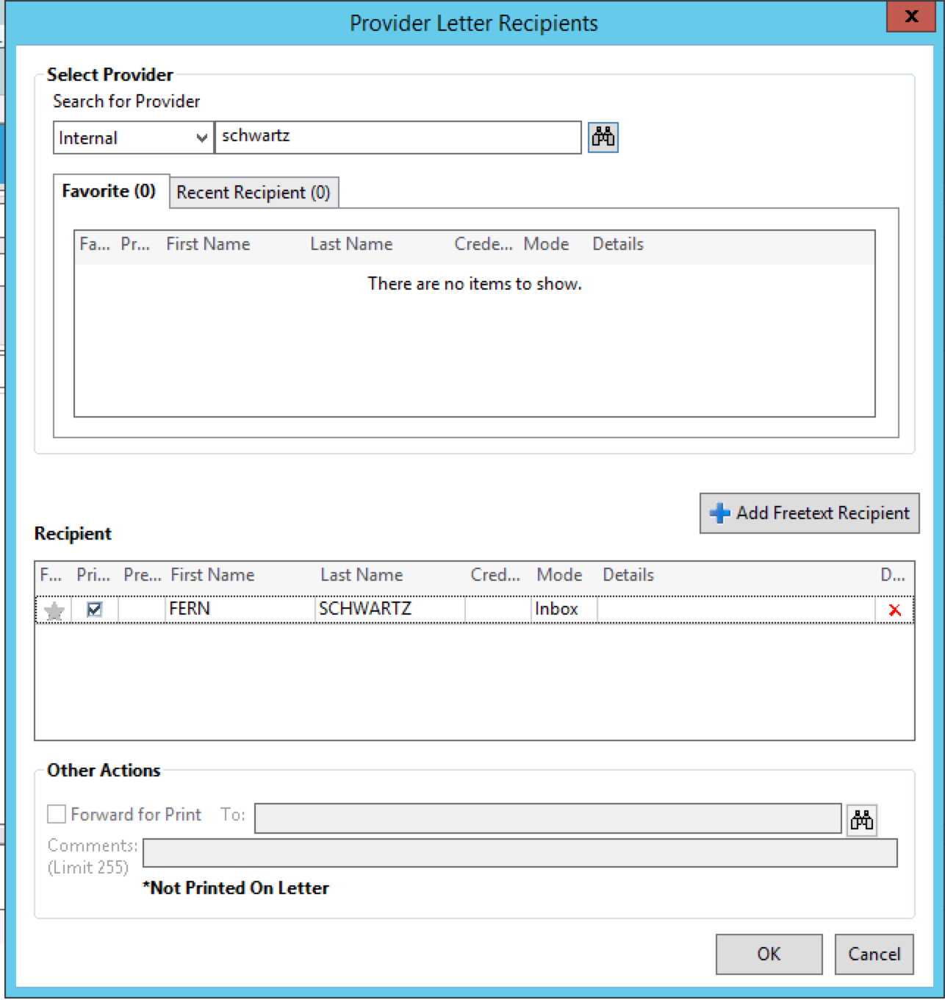 Provider Letter Recipients
X
Select Provider
Search for Provider
Internal schwartz
Favorite (0) Recent Recipient (0)
Fa... Pr... First Name Last Name Crede... Mode Details
There are no items to show.
Add Freetext Recipient
Recipient
F... Pri... Pre... First Name Last Name Cred... Mode Details D...
FERN SCHWARTZ Inbox
Other Actions
Forward for Print To:
Comments:
(Limit 255)
*Not Printed On Letter
OK Cancel